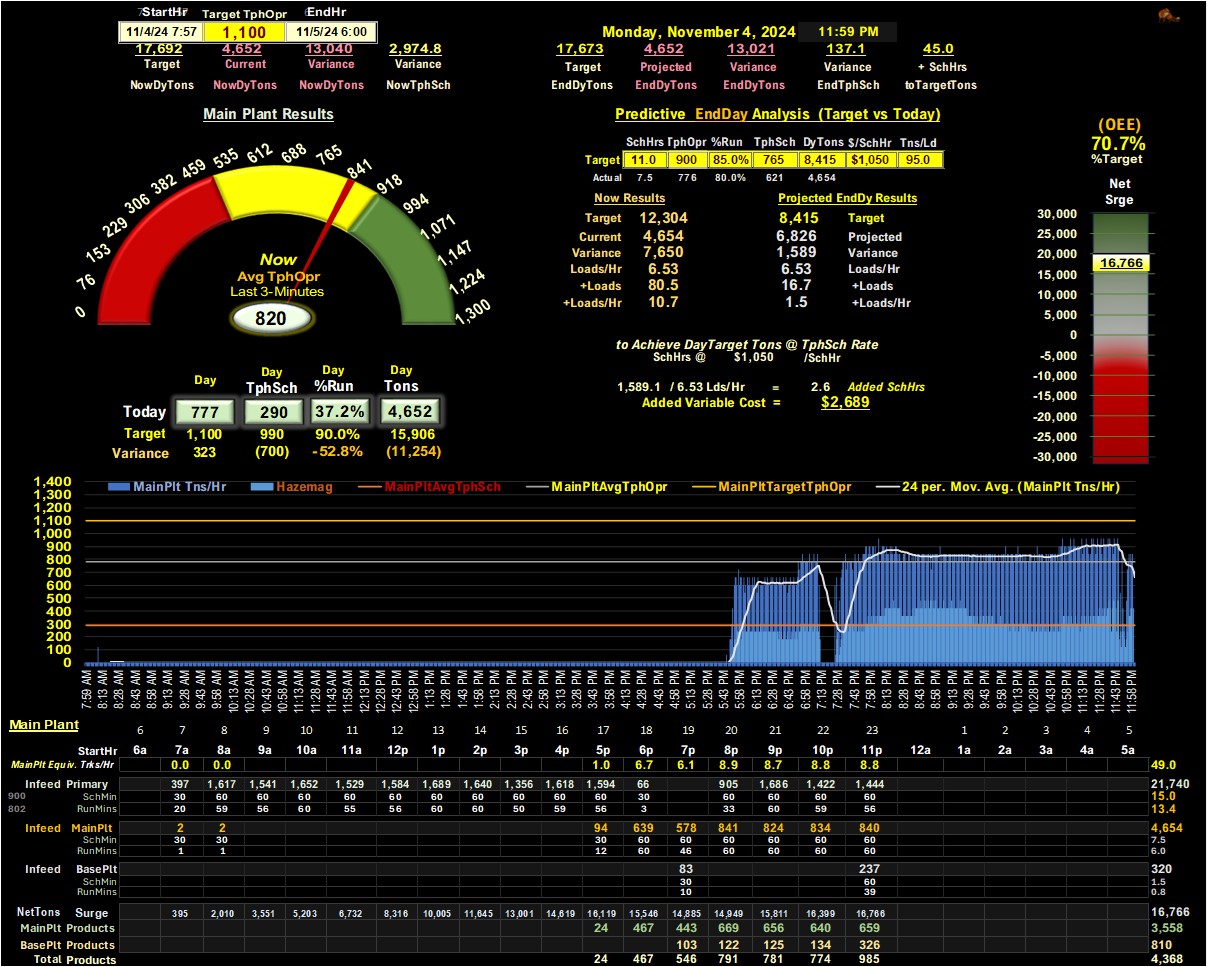 StartHr Target TphOpr EndHr
11/4/24 7:57 1,100 11/5/24 6:00
17,692 4,652 13,040 2,974.8
Target Current Variance Variance
NowDyTons NowDyTons NowDyTons NowTphSch
Monday, November 4, 2024 11:59 PM
17,673 4,652 13,021 137.1 45.0
Target Projected Variance Variance + SchHrs
EndDyTons EndDyTons EndDyTons EndTphSch toTargetTons
Main Plant Results
0 76 153 229 306 382 459 535 612 688 765 841 918 994 1,071 1,147 1,224 1,300
Now
Avg TphOpr
Last 3-Minutes
820
Day Day Day Day
TphSch %Run Tons
Today 777 290 37.2% 4,652
Target 1,100 990 90.0% 15,906
Variance 323 (700) -52.8% (11,254)
Predictive EndDay Analysis (Target vs Today)
SchHrs TphOpr %Run TphSch DyTons $/SchHr Tns/Ld
Target 11.0 900 85.0% 765 8,415 $1,050 95.0
Actual 7.5 776 80.0% 621 4,654
Now Results Projected EndDy Results
Target 12,304 8,415 Target
Current 4,654 6,826 Projected
Variance 7,650 1,589 Variance
Loads/Hr 6.53 6.53 Loads/Hr
+Loads 80.5 16.7 +Loads
+Loads/Hr 10.7 1.5 +Loads/Hr
to Achieve DayTarget Tons @ TphSch Rate
SchHrs @ $1,050 /SchHr
1,589.1 / 6.53 Lds/Hr = 2.6 Added SchHrs
Added Variable Cost = $2,689
(OEE)
70.7%
%Target
Net
Srge
30,000
25,000
20,000
16,766
15,000
10,000
5,000
0
-5,000
-10,000
-15,000
-20,000
-25,000
-30,000
MainPlt Tns/Hr Hazemag MainPltAvgTphSch MainPltAvgTphOpr MainPltTargetTphOpr 24 per. Mov. Avg. (MainPlt Tns/Hr)
1,400
1,300
1,200
1,100
1,000
900
800
700
600
500
400
300
200
100
0
7:59 AM 8:13 AM 8:28 AM 8:43 AM 8:58 AM 9:13 AM 9:28 AM 9:43 AM 9:58 AM 10:13 AM 10:28 AM 10:43 AM 10:58 AM 11:13 AM 11:28 AM 11:43 AM 11:58 AM 12:13 PM 12:28 PM 12:43 PM 12:58 PM 1:13 PM 1:28 PM 1:43 PM 1:58 PM 2:13 PM 2:28 PM 2:43 PM 2:58 PM 3:13 PM 3:28 PM 3:43 PM 3:58 PM 4:13 PM 4:28 PM 4:43 PM 4:58 PM 5:13 PM 5:28 PM 5:43 PM 5:58 PM 6:13 PM 6:28 PM 6:43 PM 6:58 PM 7:13 PM 7:28 PM 7:43 PM 7:58 PM 8:13 PM 8:28 PM 8:43 PM 8:58 PM 9:13 PM 9:28 PM 9:43 PM 9:58 PM 10:13 PM 10:28 PM 10:43 PM 10:58 PM 11:13 PM 11:28 PM 11:43 PM 11:58 PM
Main Plant 6 7 8 9 10 11 12 13 14 15 16 17 18 19 20 21 22 23 1 2 3 4 5
StartHr 6a 7a 8a 9a 10a 11a 12p 1p 2p 3p 4p 5p 6p 7p 8p 9p 10p 11p 12a 1a 2a 3a 4a 5a
MainPlt Equiv. Trks/Hr 0.0 0.0 1.0 6.7 6.1 8.9 8.7 8.8 8.8 49.0
Infeed Primary 397 1,617 1,541 1,652 1,529 1,584 1,689 1,640 1,356 1,618 1,594 66 905 1,686 1,422 1,444 21,740
900 SchMin 30 60 60 60 60 60 60 60 60 60 60 30 60 60 60 60 15.0
802 RunMins 20 59 56 60 55 56 60 60 50 59 56 3 33 60 59 56 13.4
Infeed MainPlt 2 2 94 639 578 841 824 834 840 4,654
SchMin 30 30 30 60 60 60 60 60 60 7.5
RunMins 1 1 12 60 46 60 60 60 60 6.0
Infeed BasePlt 83 237 320
SchMin 30 60 1.5
RunMins 10 39 0.8
NetTons Surge 395 2,010 3,551 5,203 6,732 8,316 10,005 11,645 13,001 14,619 16,119 15,546 14,885 14,949 15,811 16,399 16,766 16,766
MainPlt Products 24 467 443 669 656 640 659 3,558
BasePlt Products 103 122 125 134 326 810
Total Products 24 467 546 791 781 774 985 4,368